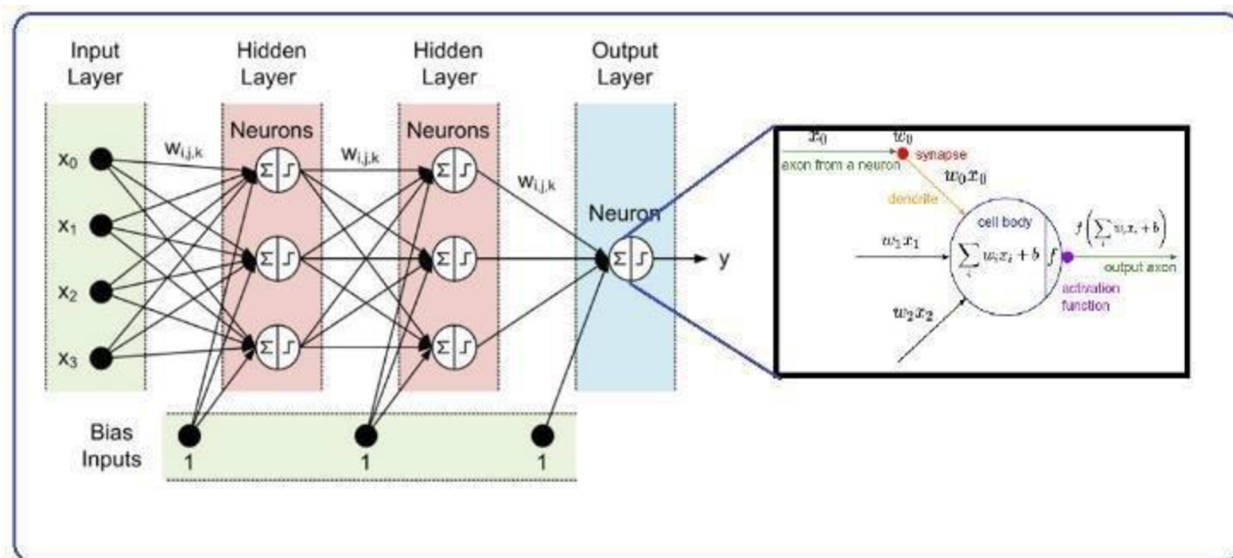 Input
Layer
Hidden
Layer
Hidden
Layer
Output
Layer
Neurons
Neurons
Neuron
x₀
x₁
x₂
x₃
wᵢ,ⱼ,ₖ
wᵢ,ⱼ,ₖ
wᵢ,ⱼ,ₖ
Σ
Σ
Σ
Σ
Σ
Σ
Σ
y
Bias
Inputs
1
1
1
x₀
w₀
axon from a neuron
synapse
w₀x₀
dendrite
cell body
w₁x₁
∑ᵢ wᵢxᵢ + b
f
f(∑ᵢ wᵢxᵢ + b)
output axon
activation
function
w₂x₂